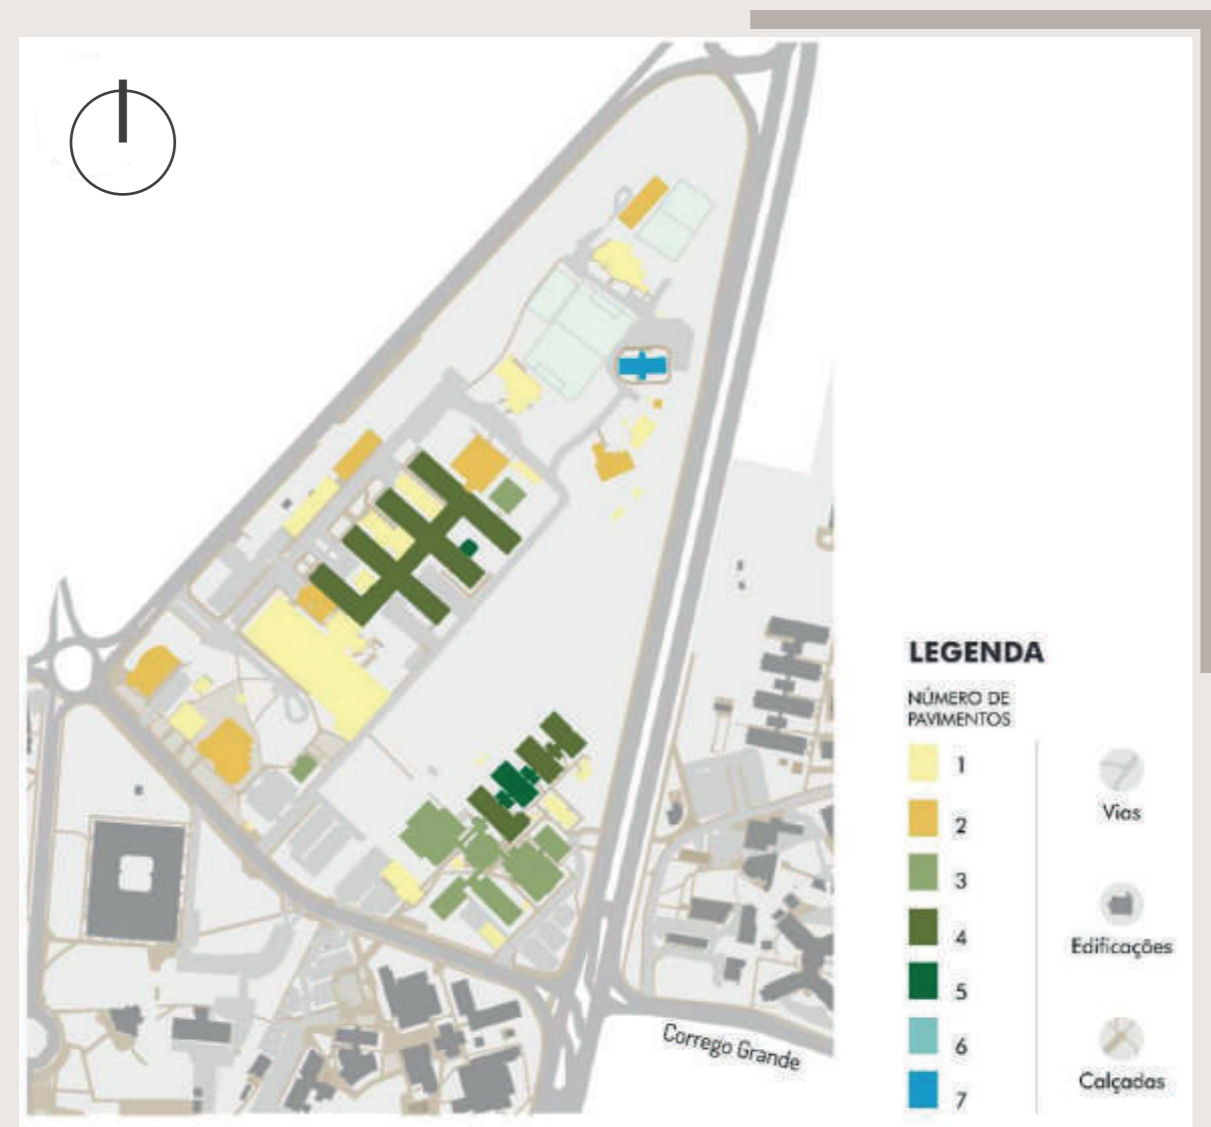 Corrego Grande
LEGENDA
NÚMERO DE
PAVIMENTOS
1
2
3
4
5
6
7
Vias
Edificações
Calçadas